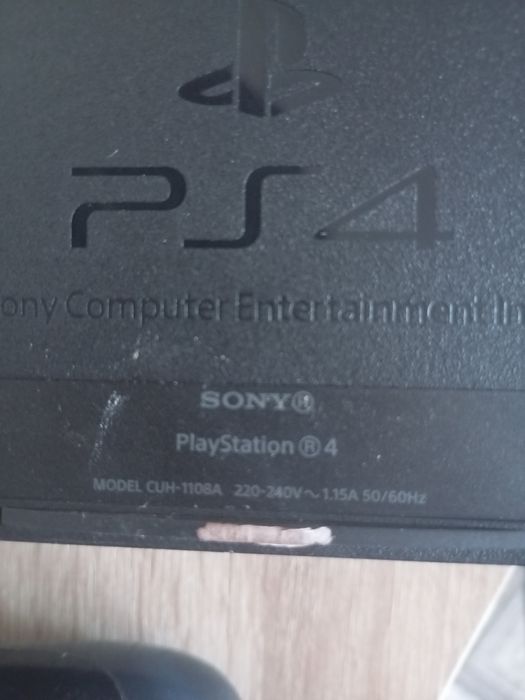 PS4
ony Computer Entertainment In
SONY®
PlayStation®4
MODEL CUH-1108A 220-240V~1.15A 50/60Hz